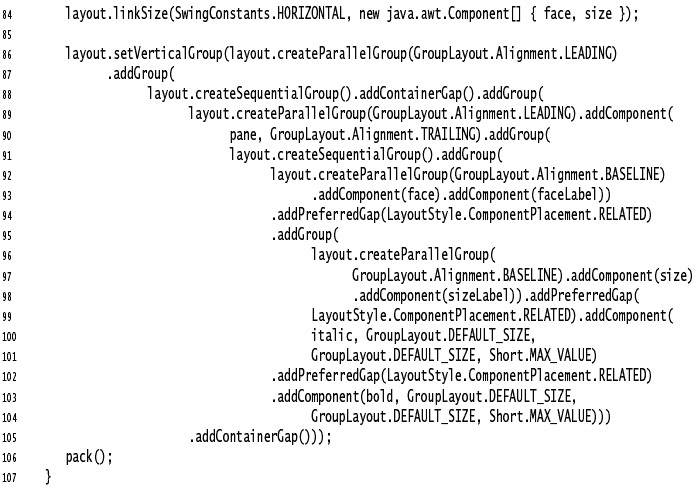 84 layout.linkSize(SwingConstants.HORIZONTAL, new java.awt.Component[] { face, size });
85
86 layout.setVerticalGroup(layout.createParallelGroup(GroupLayout.Alignment.LEADING)
87 .addGroup(
88 layout.createSequentialGroup().addContainerGap().addGroup(
89 layout.createParallelGroup(GroupLayout.Alignment.LEADING).addComponent(
90 pane, GroupLayout.Alignment.TRAILING).addGroup(
91 layout.createSequentialGroup().addGroup(
92 layout.createParallelGroup(GroupLayout.Alignment.BASELINE)
93 .addComponent(face).addComponent(faceLabel))
94 .addPreferredGap(LayoutStyle.ComponentPlacement.RELATED)
95 .addGroup(
96 layout.createParallelGroup(
97 GroupLayout.Alignment.BASELINE).addComponent(size)
98 .addComponent(sizeLabel)).addPreferredGap(
99 LayoutStyle.ComponentPlacement.RELATED).addComponent(
100 italic, GroupLayout.DEFAULT_SIZE,
101 GroupLayout.DEFAULT_SIZE, Short.MAX_VALUE)
102 .addPreferredGap(LayoutStyle.ComponentPlacement.RELATED)
103 .addComponent(bold, GroupLayout.DEFAULT_SIZE,
104 GroupLayout.DEFAULT_SIZE, Short.MAX_VALUE)))
105 .addContainerGap()));
106 pack();
107 }